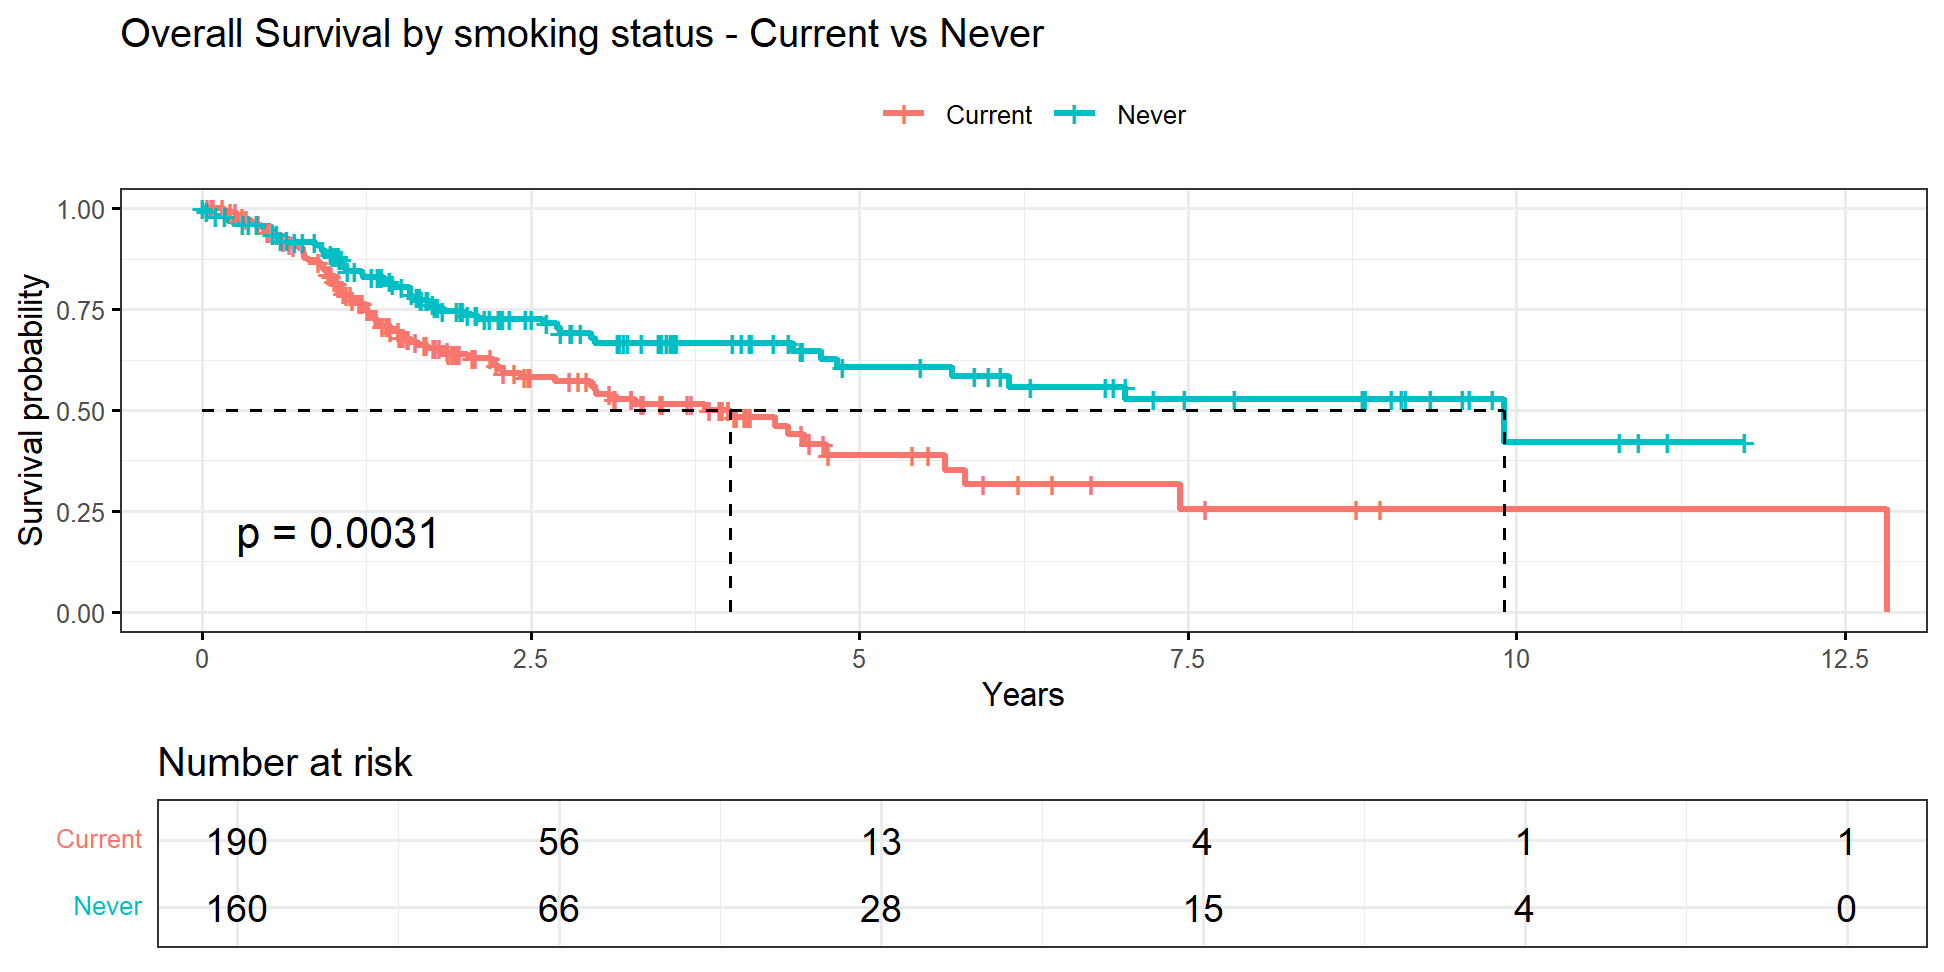 Overall Survival by smoking status - Current vs Never
Current Never
Survival probability
1.00
0.75
0.50
0.25
0.00
p = 0.0031
0 2.5 5 7.5 10 12.5
Years
Number at risk
Current 190 56 13 4 1 1
Never 160 66 28 15 4 0